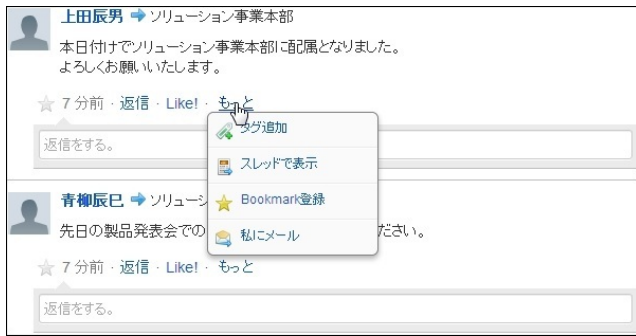 上田辰男 ソリューション事業本部
本日付けでソリューション事業本部に配属となりました。
よろしくお願いいたします。
7分前 · 返信 · Like! · もっと
タグ追加
返信をする。
スレッドで表示
青柳辰巳 ソリュー
Bookmark登録
先日の製品発表会での ださい。
私にメール
7分前 · 返信 · Like! · もっと
返信をする。